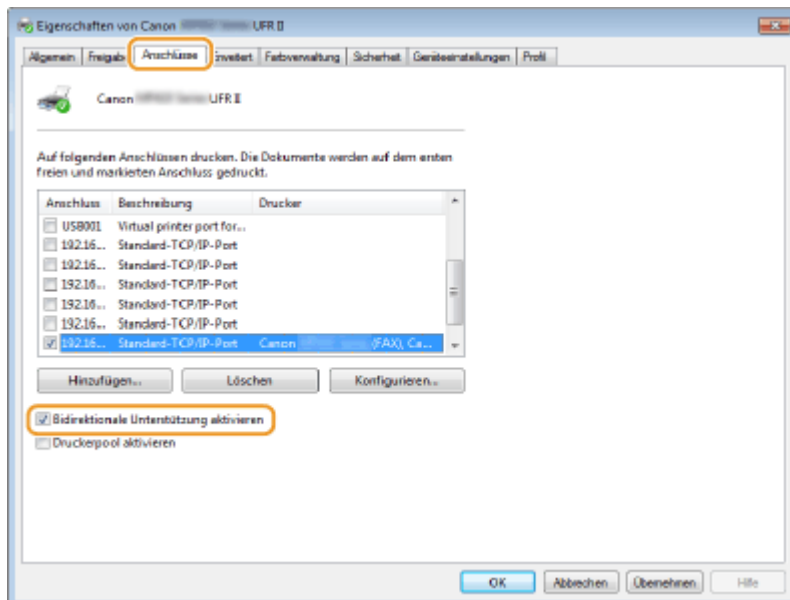 Eigenschaften von Canon UFR II
Allgemein Freigabe Anschlüsse Erweitert Farbverwaltung Sicherheit Geräteeinstellungen Profil
Canon UFR II
Auf folgenden Anschlüssen drucken. Die Dokumente werden auf dem ersten
freien und markierten Anschluss gedruckt.
Anschluss Beschreibung Drucker
USB001 Virtual printer port for...
192.16... Standard-TCP/IP-Port
192.16... Standard-TCP/IP-Port
192.16... Standard-TCP/IP-Port
192.16... Standard-TCP/IP-Port
192.16... Standard-TCP/IP-Port
192.16... Standard-TCP/IP-Port Canon (FAX), Ca...
Hinzufügen... Löschen Konfigurieren...
Bidirektionale Unterstützung aktivieren
Druckerpool aktivieren
OK Abbrechen Übernehmen Hilfe